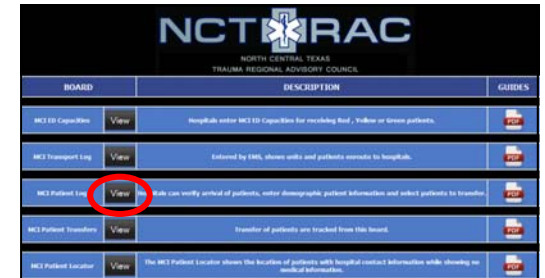 NCT RAC
NORTH CENTRAL TEXAS
TRAUMA REGIONAL ADVISORY COUNCIL
BOARD DESCRIPTION GUIDES
MCI ED Capacities View Hospitals enter MCI ED Capacities for receiving Red , Yellow or Green patients. PDF
MCI Transport Log View Entered by EMS, shows units and patients enroute to hospitals. PDF
MCI Patient Log View Hospitals can verify arrival of patients, enter demographic patient information and select patients to transfer. PDF
MCI Patient Transfers View Transfer of patients are tracked from this board. PDF
MCI Patient Locator View The MCI Patient Locator shows the location of patients with hospital contact information while showing no PDF
medical information.